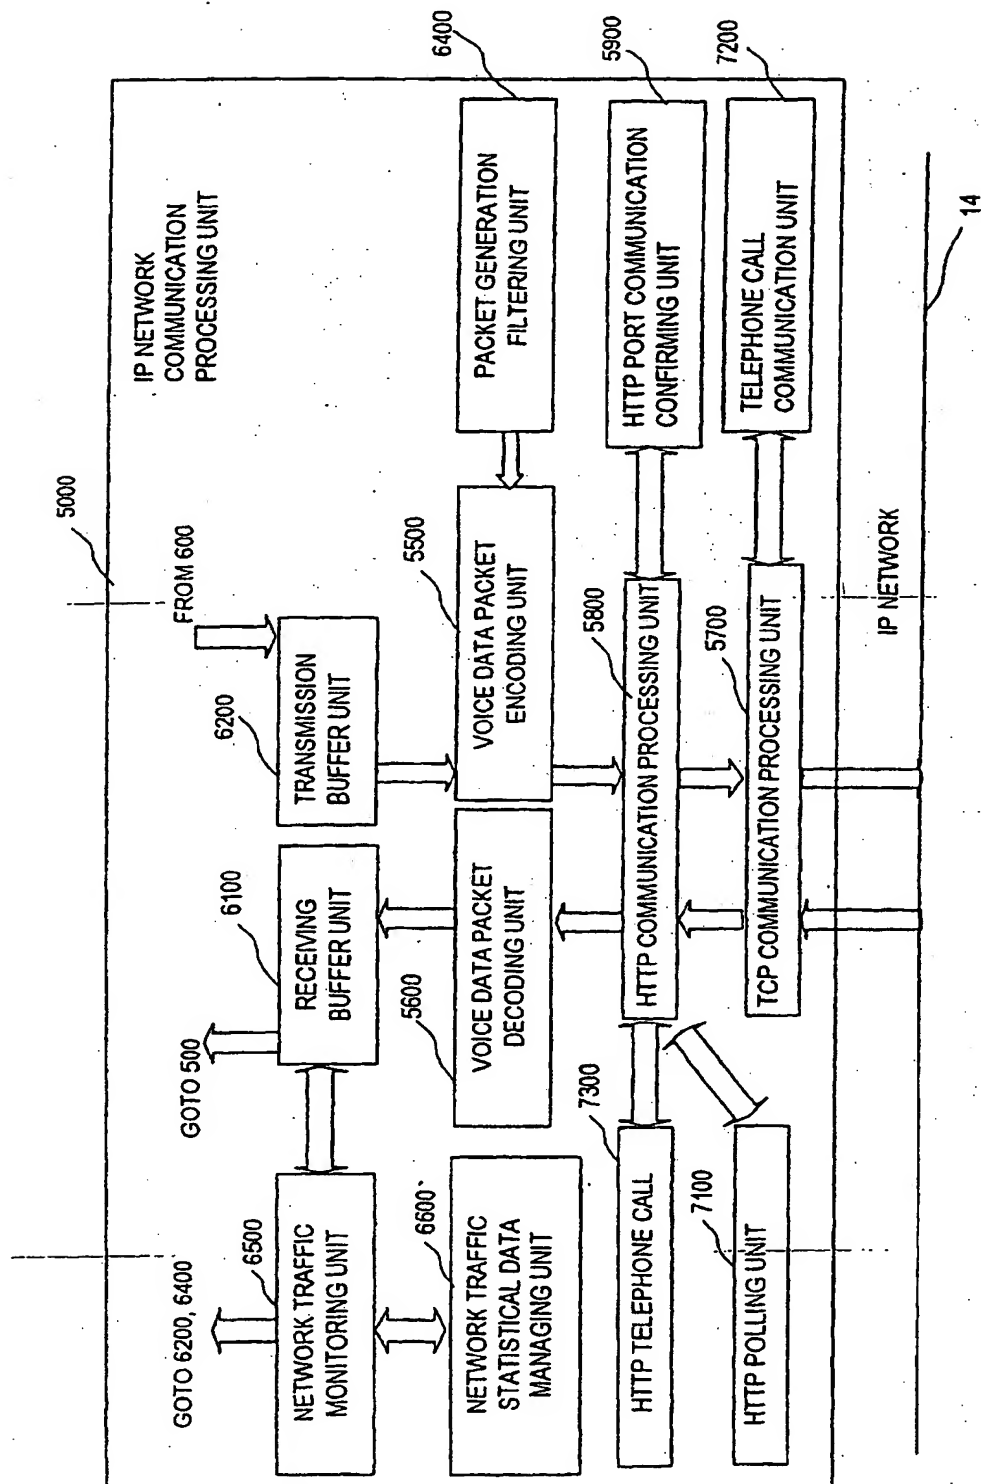 5000
IP NETWORK
COMMUNICATION
PROCESSING UNIT
GOTO 6200, 6400
GOTO 500
FROM 600
6500
NETWORK TRAFFIC
MONITORING UNIT
6100
RECEIVING
BUFFER UNIT
6200
TRANSMISSION
BUFFER UNIT
6600
NETWORK TRAFFIC
STATISTICAL DATA
MANAGING UNIT
5600
VOICE DATA PACKET
DECODING UNIT
5500
VOICE DATA PACKET
ENCODING UNIT
6400
PACKET GENERATION
FILTERING UNIT
7300
HTTP TELEPHONE CALL
5800
HTTP COMMUNICATION PROCESSING UNIT
5900
HTTP PORT COMMUNICATION
CONFIRMING UNIT
7100
HTTP POLLING UNIT
5700
TCP COMMUNICATION PROCESSING UNIT
7200
TELEPHONE CALL
COMMUNICATION UNIT
IP NETWORK
14